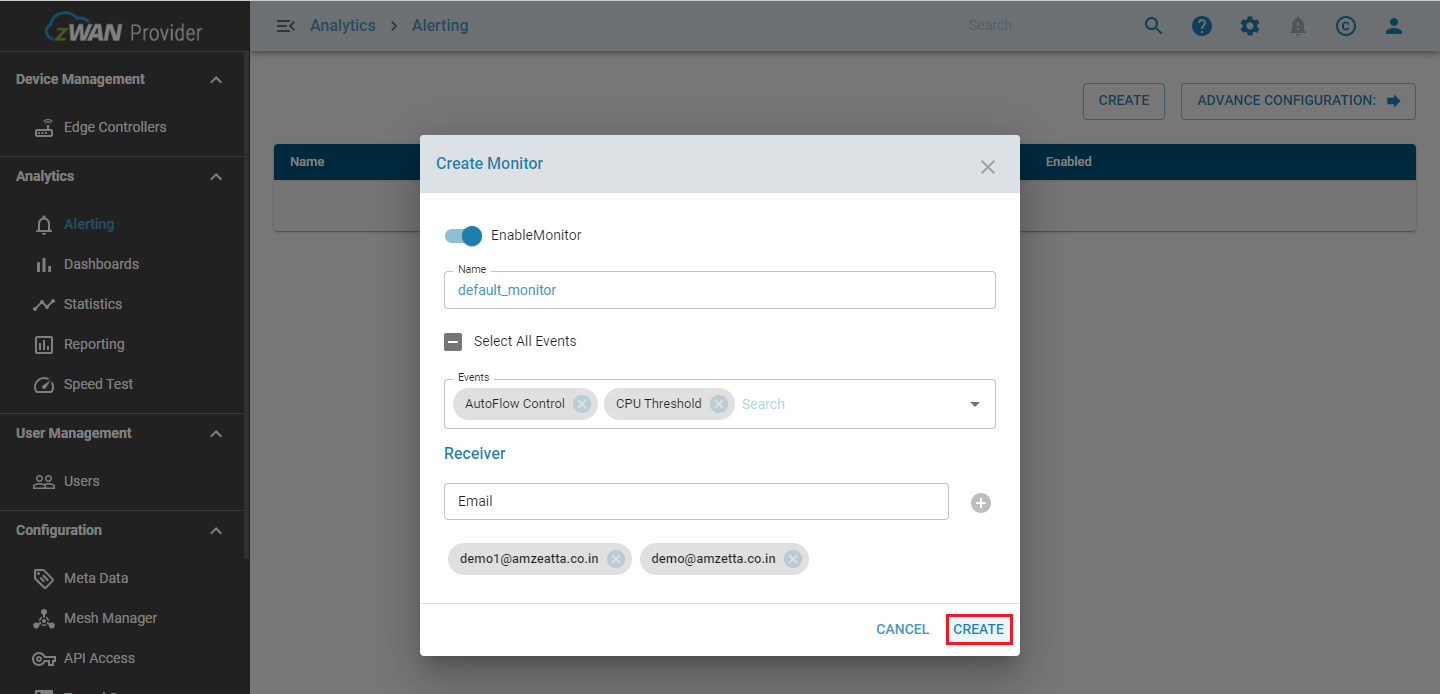 zWAN Provider
Analytics > Alerting
Search
Device Management
Edge Controllers
Analytics
Alerting
Dashboards
Statistics
Reporting
Speed Test
User Management
Users
Configuration
Meta Data
Mesh Manager
API Access
CREATE
ADVANCE CONFIGURATION:
Name
Enabled
Create Monitor
EnableMonitor
Name
default_monitor
Select All Events
Events
AutoFlow Control CPU Threshold Search
Receiver
Email
demo1@amzeatta.co.in demo@amzetta.co.in
CANCEL CREATE